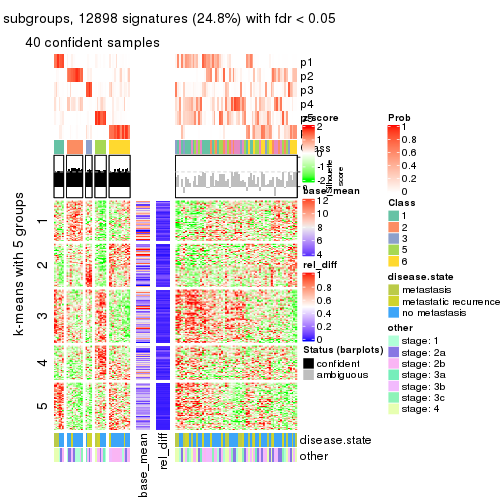 subgroups, 12898 signatures (24.8%) with fdr < 0.05
40 confident samples
p1
p2
p3
p4
z-score
2
-2
Silhouette
score
k-means with 5 groups
1
2
3
4
5
base_mean
12
10
8
6
4
rel_diff
1
0.8
0.6
0.4
0.2
0
Status (barplots)
confident
ambiguous
Prob
1
0.8
0.6
0.4
0.2
0
Class
1
2
3
5
6
disease.state
metastasis
metastatic recurrence
no metastasis
other
stage: 1
stage: 2a
stage: 2b
stage: 3a
stage: 3b
stage: 3c
stage: 4
disease.state
other
base_mean
rel_diff